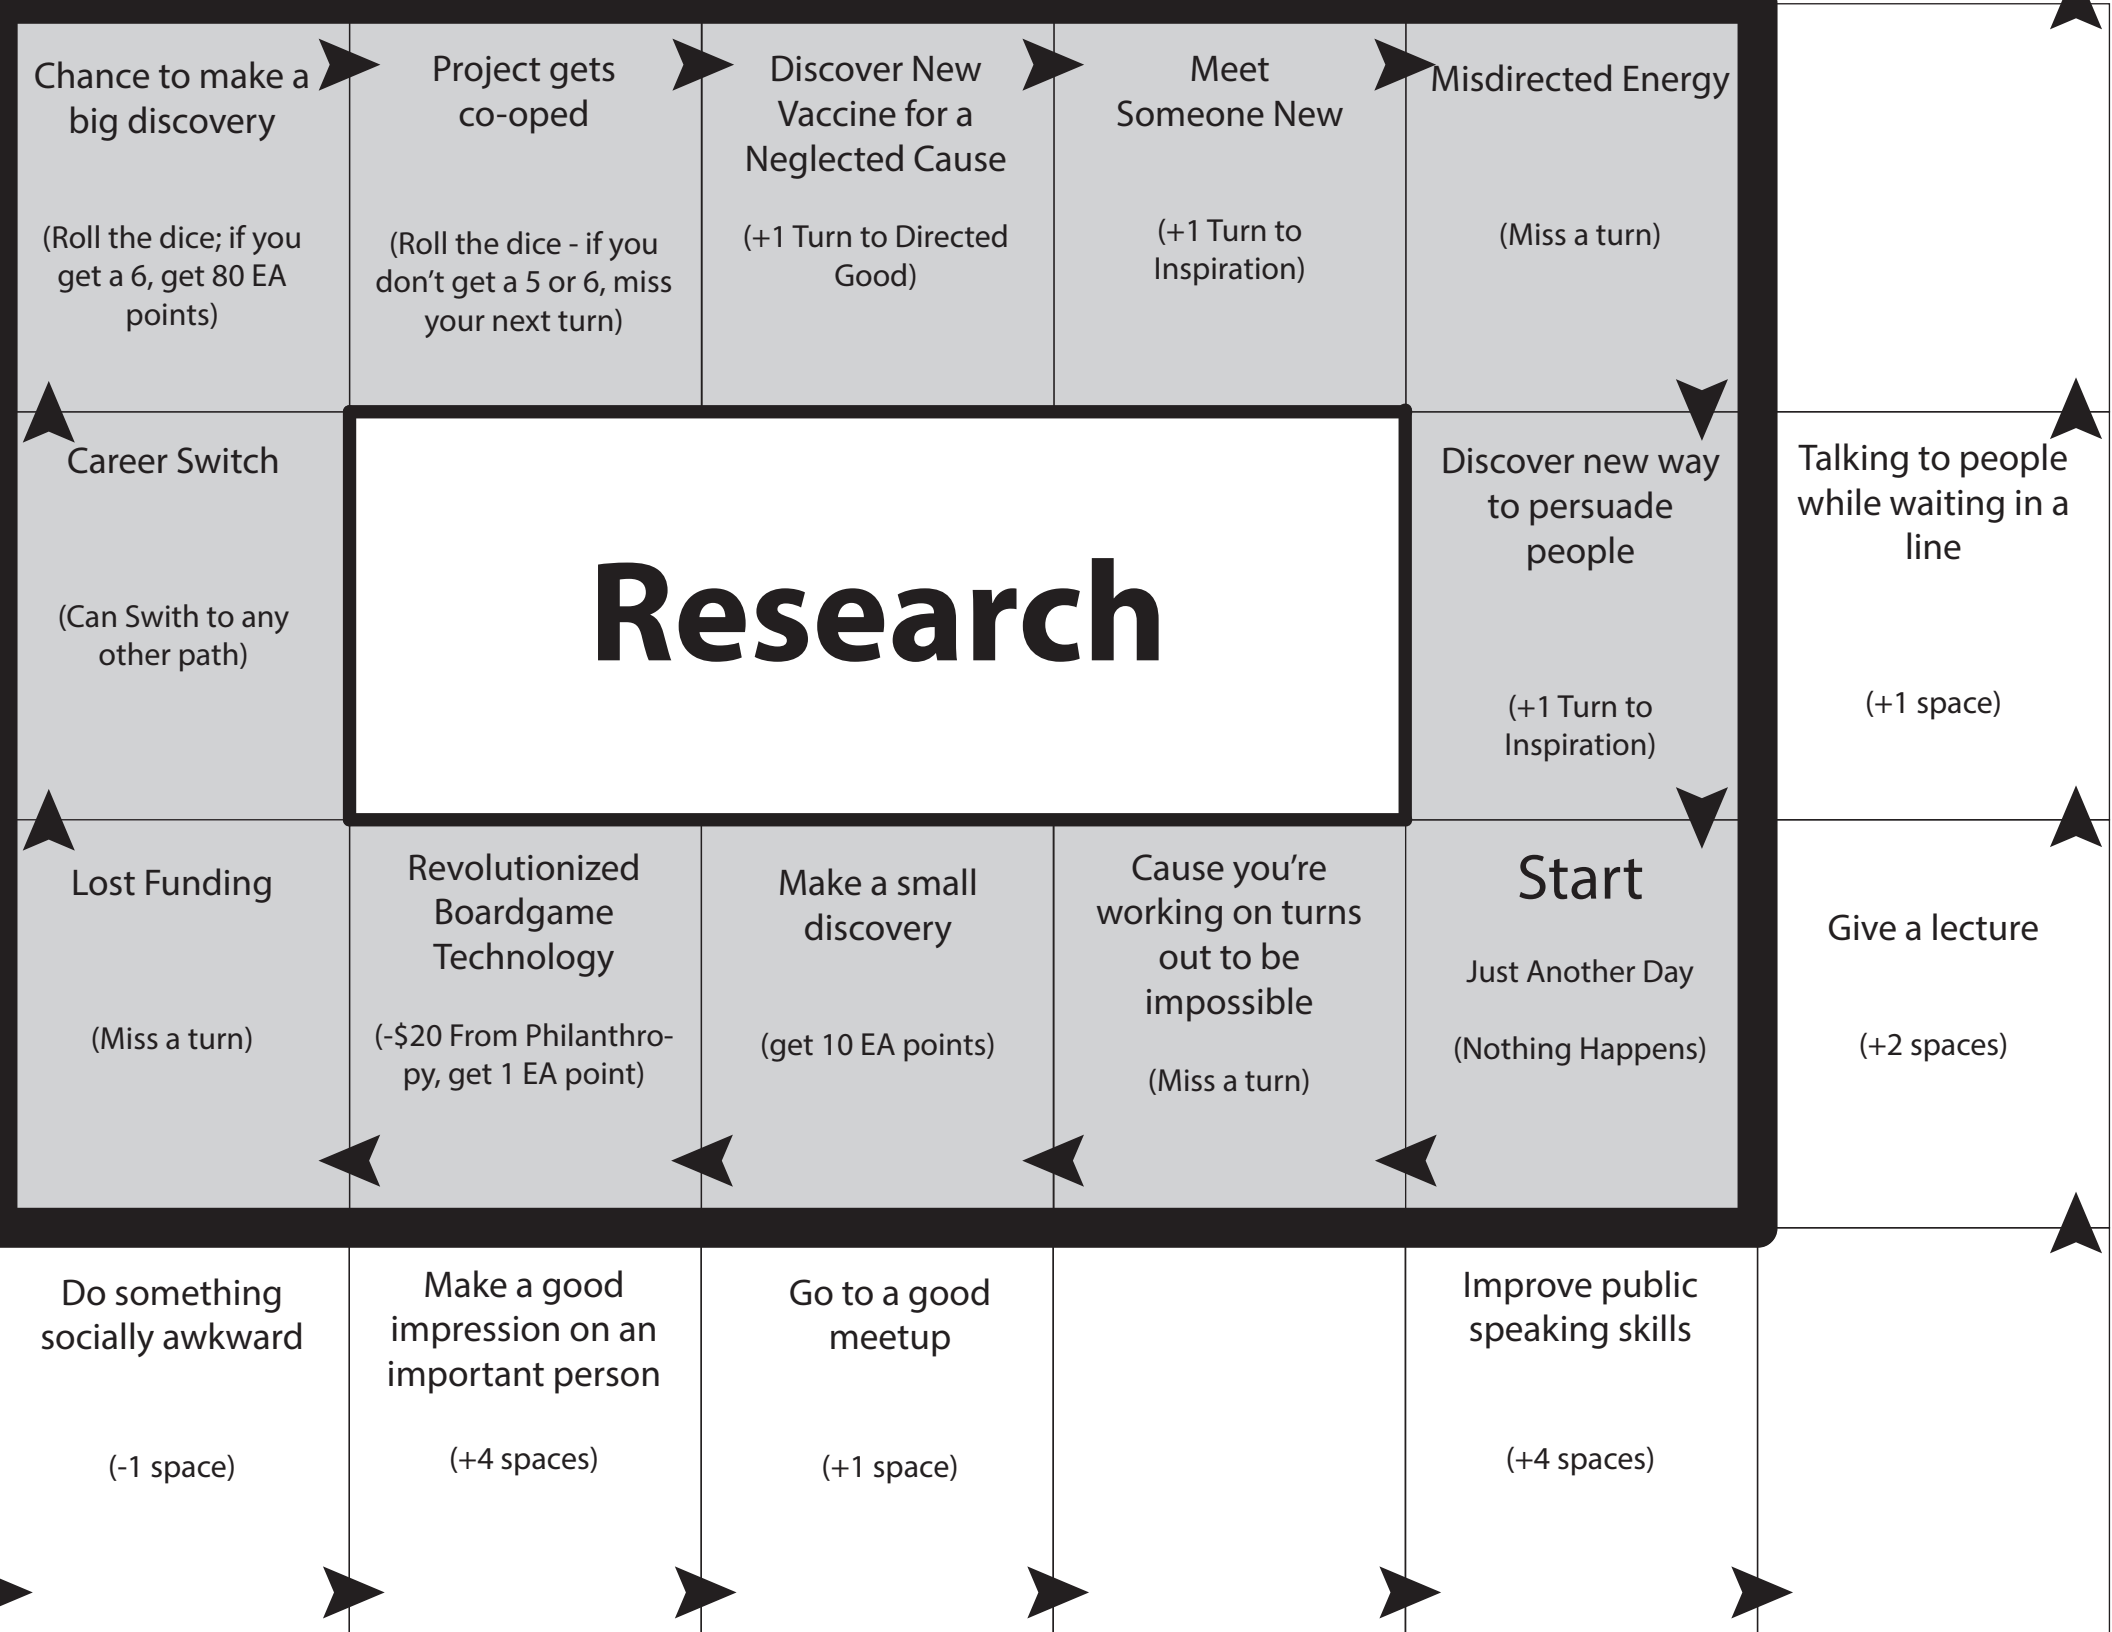 Chance to make a
big discovery
(Roll the dice; if you
get a 6, get 80 EA
points)
Project gets
co-oped
(Roll the dice - if you
don't get a 5 or 6, miss
your next turn)
Discover New
Vaccine for a
Neglected Cause
(+1 Turn to Directed
Good)
Meet
Someone New
(+1 Turn to
Inspiration)
Misdirected Energy
(Miss a turn)
Career Switch
(Can Swith to any
other path)
Research
Discover new way
to persuade
people
(+1 Turn to
Inspiration)
Talking to people
while waiting in a
line
(+1 space)
Lost Funding
(Miss a turn)
Revolutionized
Boardgame
Technology
(-$20 From Philanthro-
py, get 1 EA point)
Make a small
discovery
(get 10 EA points)
Cause you're
working on turns
out to be
impossible
(Miss a turn)
Start
Just Another Day
(Nothing Happens)
Give a lecture
(+2 spaces)
Do something
socially awkward
(-1 space)
Make a good
impression on an
important person
(+4 spaces)
Go to a good
meetup
(+1 space)
Improve public
speaking skills
(+4 spaces)